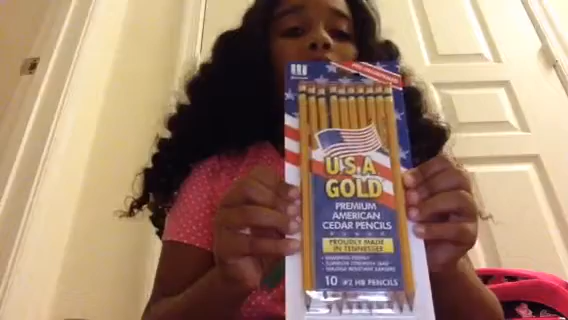 U.S.A
GOLD
PREMIUM
AMERICAN
CEDAR PENCILS
PROUDLY MADE
IN TENNESSEE
10 #2 HB PENCILS